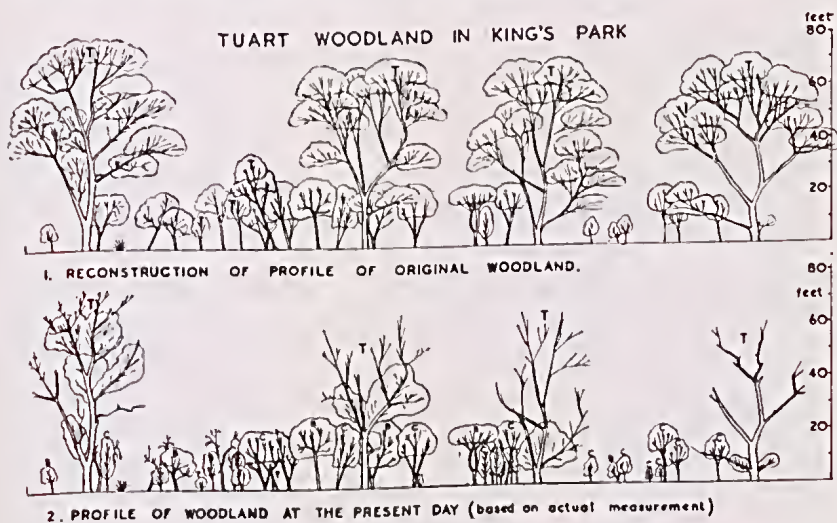 TUART WOODLAND IN KING'S PARK
feet
80
60
40
20
T
T
T
T
1. RECONSTRUCTION OF PROFILE OF ORIGINAL WOODLAND.
80
feet
60
40
20
T
T
T
T
2. PROFILE OF WOODLAND AT THE PRESENT DAY (based on actual measurement)